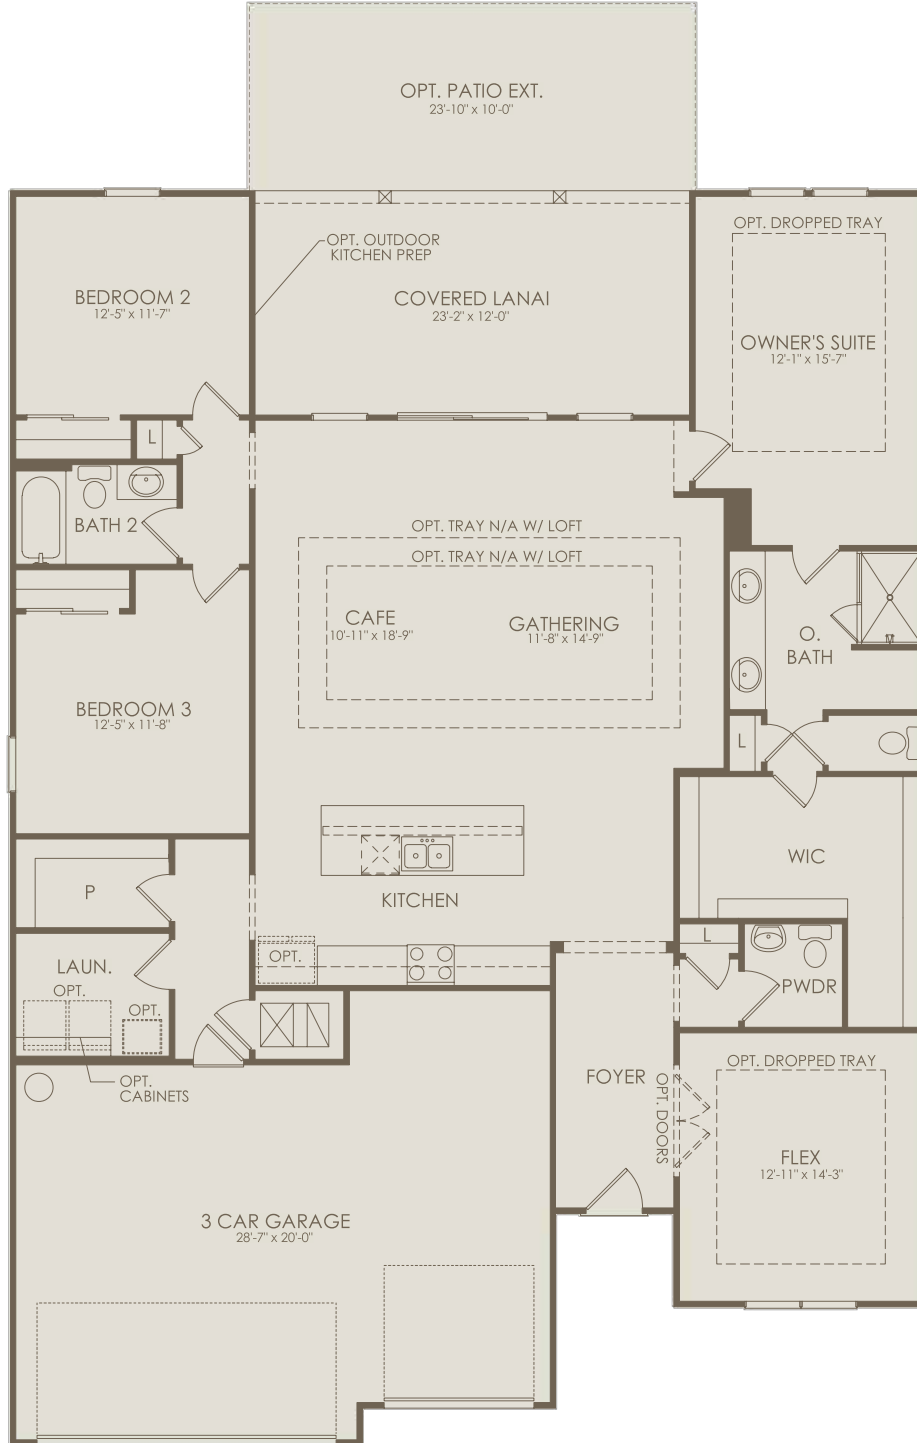 OPT. PATIO EXT.
23'-10" x 10'-0"
OPT. DROPPED TRAY
OPT. OUTDOOR
KITCHEN PREP
BEDROOM 2
12'-5" x 11'-7"
COVERED LANAI
23'-2" x 12'-0"
OWNER'S SUITE
12'-1" x 15'-7"
L
BATH 2
OPT. TRAY N/A W/ LOFT
OPT. TRAY N/A W/ LOFT
CAFE
10'-11" x 18'-9"
GATHERING
11'-8" x 14'-9"
O.
BATH
BEDROOM 3
12'-5" x 11'-8"
L
WIC
P
KITCHEN
L
LAUN.
OPT.
OPT.
OPT.
PWDR
OPT.
CABINETS
FOYER
OPT. DOORS
OPT. DROPPED TRAY
FLEX
12'-11" x 14'-3"
3 CAR GARAGE
28'-7" x 20'-0"